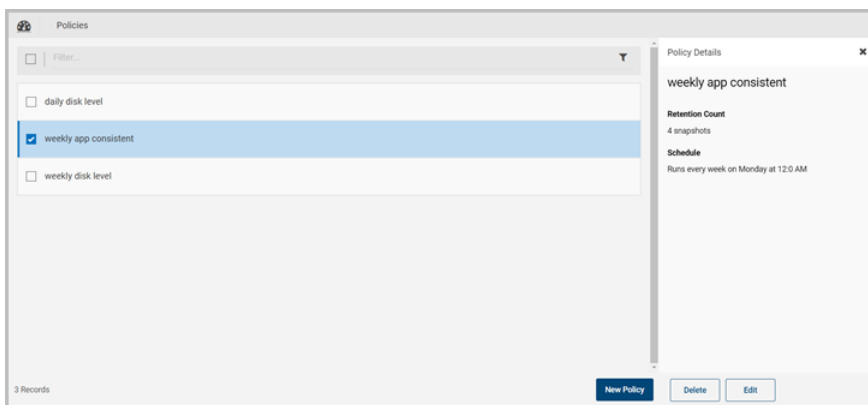 Policies
Filter...
daily disk level
weekly app consistent
weekly disk level
3 Records
New Policy
Policy Details
weekly app consistent
Retention Count
4 snapshots
Schedule
Runs every week on Monday at 12:0 AM
Delete
Edit